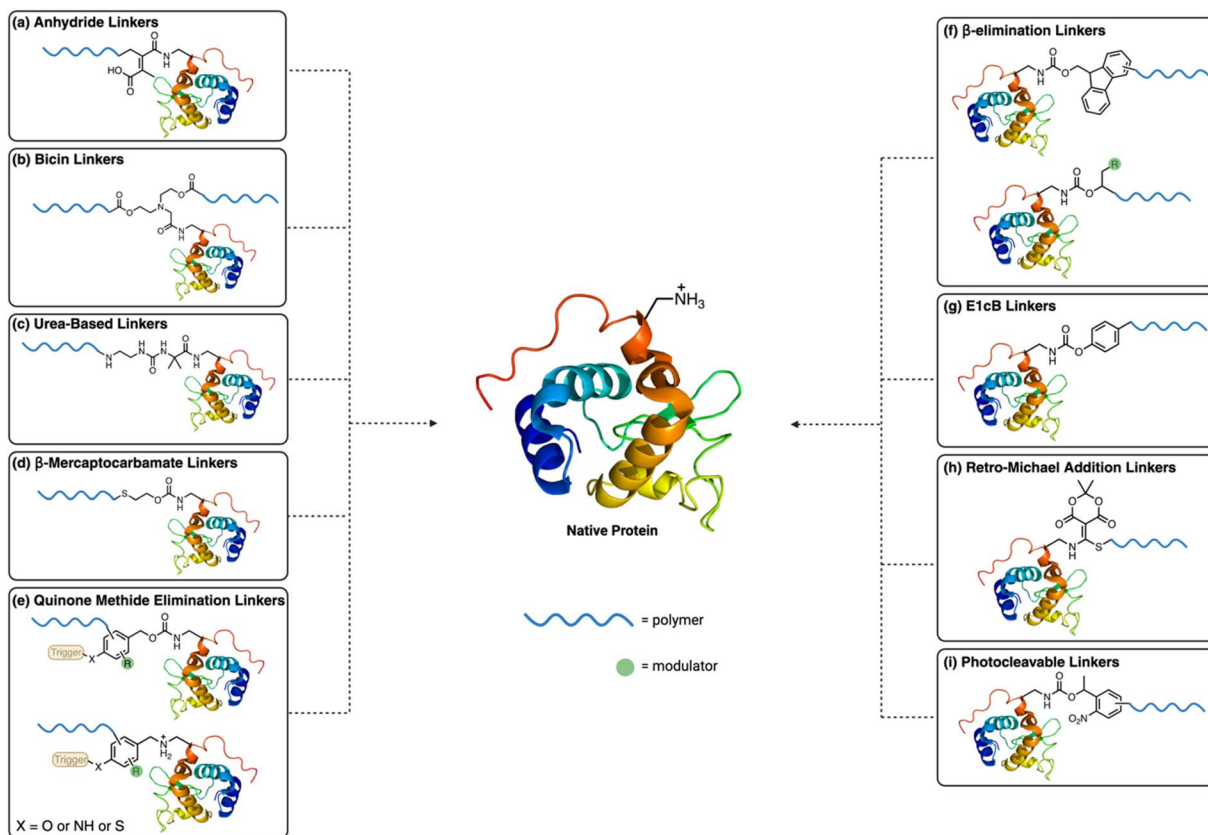 (a) Anhydride Linkers
O
N
H
HO
O
(b) Bicin Linkers
O
O
O
O
N
O
N
H
(c) Urea-Based Linkers
N
H
H
N
O
H
N
O
N
H
(d) β-Mercaptocarbamate Linkers
S
O
O
N
H
(e) Quinone Methide Elimination Linkers
O
O
N
H
Trigger
X
R
+
N
H2
Trigger
X
R
X = O or NH or S
+
NH3
Native Protein
= polymer
= modulator
(f) β-elimination Linkers
O
N
H
O
R
O
N
H
O
(g) E1cB Linkers
O
N
H
O
(h) Retro-Michael Addition Linkers
O
O
O
O
H
N
S
(i) Photocleavable Linkers
O
N
H
O
NO2